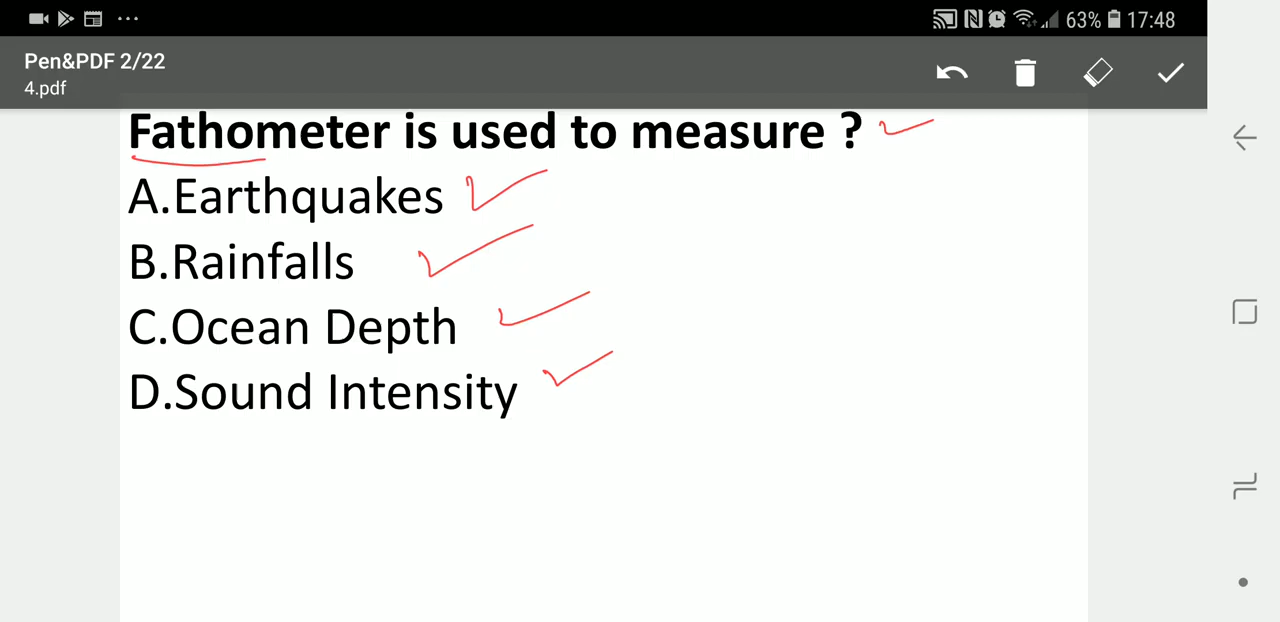 63% 17:48
Pen&PDF 2/22
4.pdf
Fathometer is used to measure ?
A.Earthquakes
B.Rainfalls
C.Ocean Depth
D.Sound Intensity